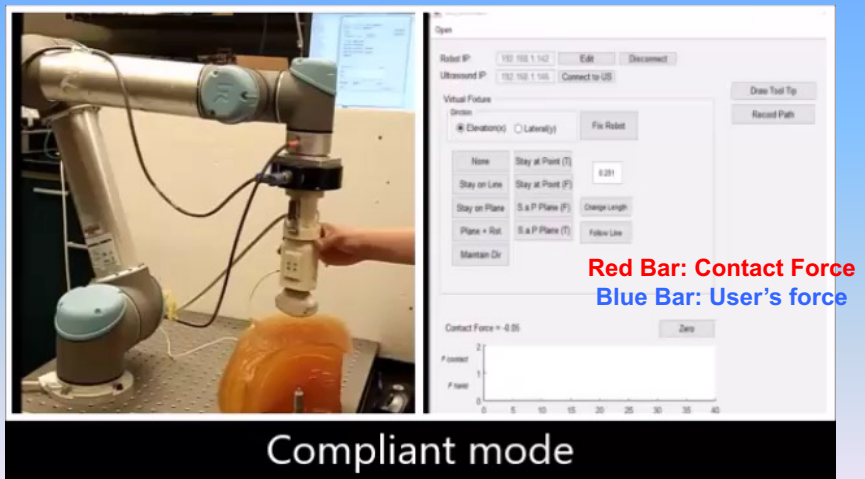 Open
Robot IP: 192.168.1.142 Edit Disconnect
Ultrasound IP: 192.168.1.146 Connect to US
Draw Tool Tip
Record Path
Virtual Fixture
Direction
Elevation(x) Lateral(y) Fix Robot
None Stay at Point (T)
0.251
Stay on Line Stay at Point (F)
Stay on Plane S.a P Plane (F) Change Length
Plane + Rot. S.a P Plane (T) Follow Line
Maintain Dir
Red Bar: Contact Force
Blue Bar: User's force
Contact Force = -0.05 Zero
2
F contact
1
F hand
0
0 5 10 15 20 25 30 35 40
Compliant mode